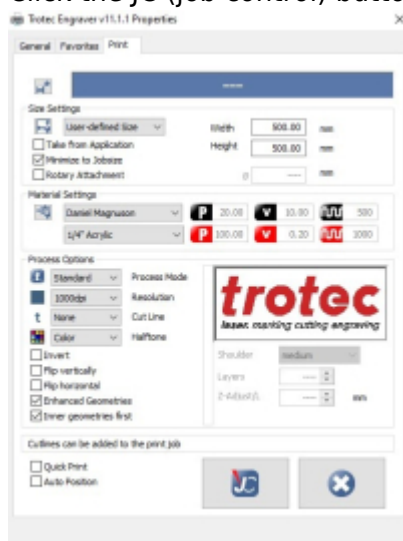 Click the JC (Job Control) button
Trotec Engraver v11.1.1 Properties
General Favorites Print
----
Size Settings
User-defined Size Width 500.00 mm
Take from Application Height 500.00 mm
Minimize to Jobsize
Rotary Attachment ø ---- mm
Material Settings
Daniel Magnuson P 20.00 V 10.00 500
1/4" Acrylic P 100.00 V 0.20 1000
Process Options
Standard Process Mode
1000dpi Resolution
t None Cut Line
Color Halftone
trotec
laser. marking cutting engraving
Invert
Flip vertically
Flip horizontal
Enhanced Geometries
Inner geometries first
Shoulder medium
Layers ----
Z-Adjust/L ---- mm
Cutlines can be added to the print job
Quick Print
Auto Position
JC